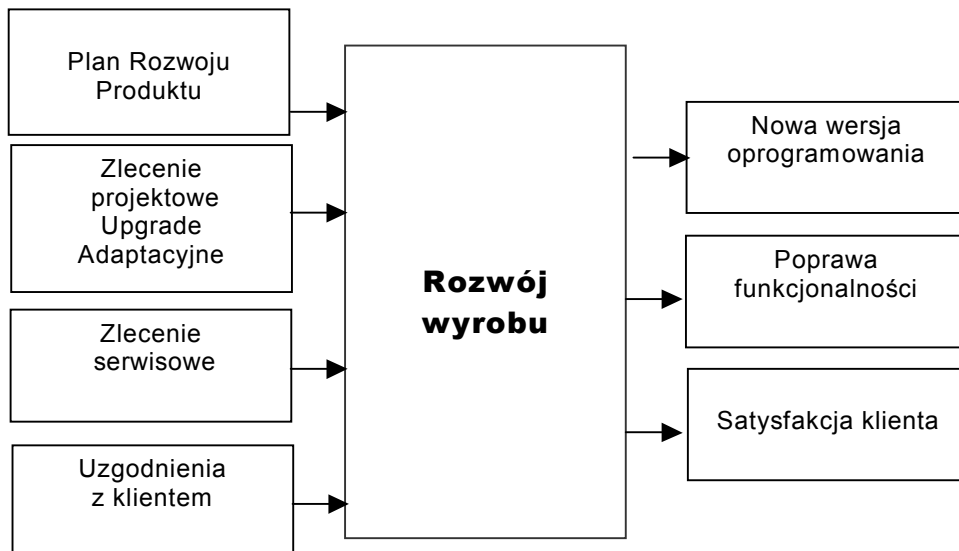 Plan Rozwoju
Produktu
Zlecenie
projektowe
Upgrade
Adaptacyjne
Zlecenie
serwisowe
Uzgodnienia
z klientem
Rozwój
wyrobu
Nowa wersja
oprogramowania
Poprawa
funkcjonalności
Satysfakcja klienta